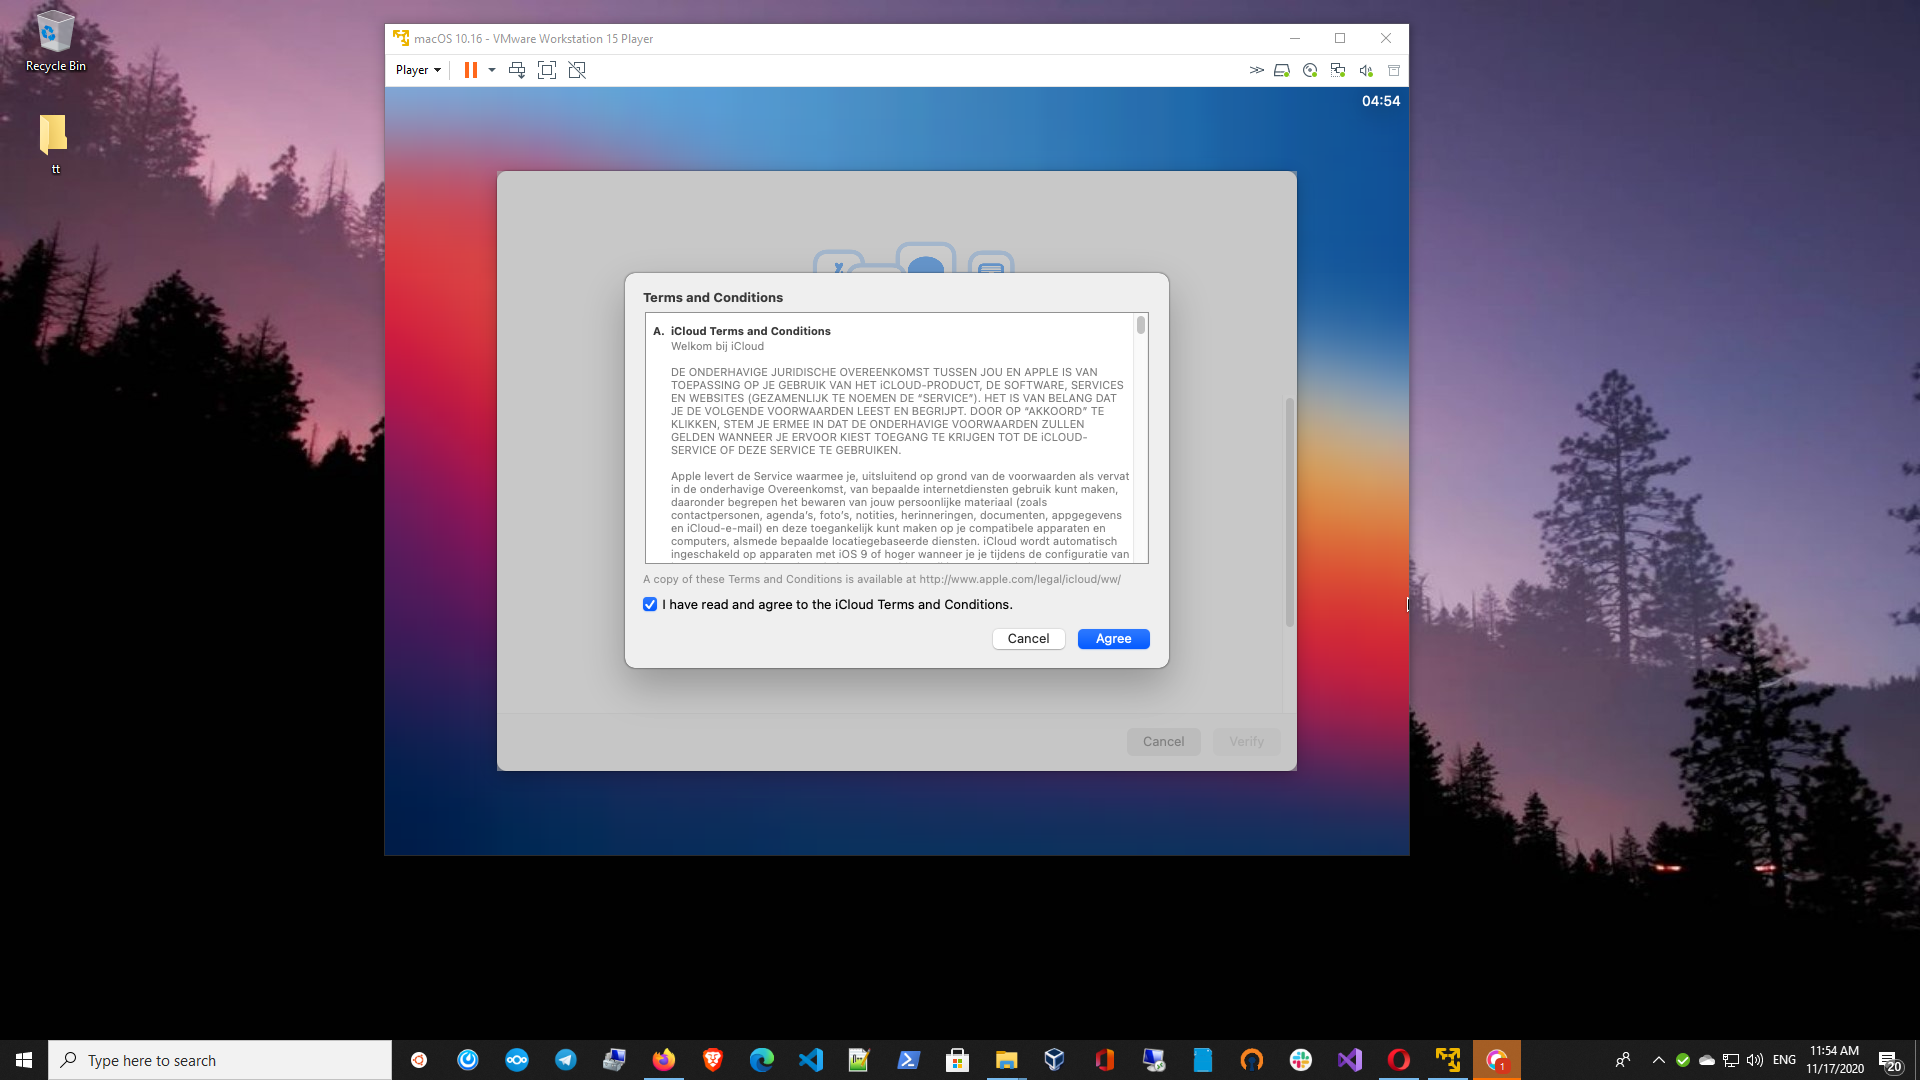 Recycle Bin
tt
macOS 10.16 - VMware Workstation 15 Player
Player
04:54
Terms and Conditions
A. iCloud Terms and Conditions
Welkom bij iCloud
DE ONDERHAVIGE JURIDISCHE OVEREENKOMST TUSSEN JOU EN APPLE IS VAN
TOEPASSING OP JE GEBRUIK VAN HET iCLOUD-PRODUCT, DE SOFTWARE, SERVICES
EN WEBSITES (GEZAMENLIJK TE NOEMEN DE “SERVICE”). HET IS VAN BELANG DAT
JE DE VOLGENDE VOORWAARDEN LEEST EN BEGRIJPT. DOOR OP “AKKOORD” TE
KLIKKEN, STEM JE ERMEE IN DAT DE ONDERHAVIGE VOORWAARDEN ZULLEN
GELDEN WANNEER JE ERVOOR KIEST TOEGANG TE KRIJGEN TOT DE iCLOUD-
SERVICE OF DEZE SERVICE TE GEBRUIKEN.
Apple levert de Service waarmee je, uitsluitend op grond van de voorwaarden als vervat
in de onderhavige Overeenkomst, van bepaalde internetdiensten gebruik kunt maken,
daaronder begrepen het bewaren van jouw persoonlijke materiaal (zoals
contactpersonen, agenda’s, foto’s, notities, herinneringen, documenten, appgegevens
en iCloud-e-mail) en deze toegankelijk kunt maken op je compatibele apparaten en
computers, alsmede bepaalde locatiegebaseerde diensten. iCloud wordt automatisch
ingeschakeld op apparaten met iOS 9 of hoger wanneer je je tijdens de configuratie van
A copy of these Terms and Conditions is available at http://www.apple.com/legal/icloud/ww/
I have read and agree to the iCloud Terms and Conditions.
Cancel
Agree
Cancel
Verify
Type here to search
1
ENG
11:54 AM
11/17/2020
20